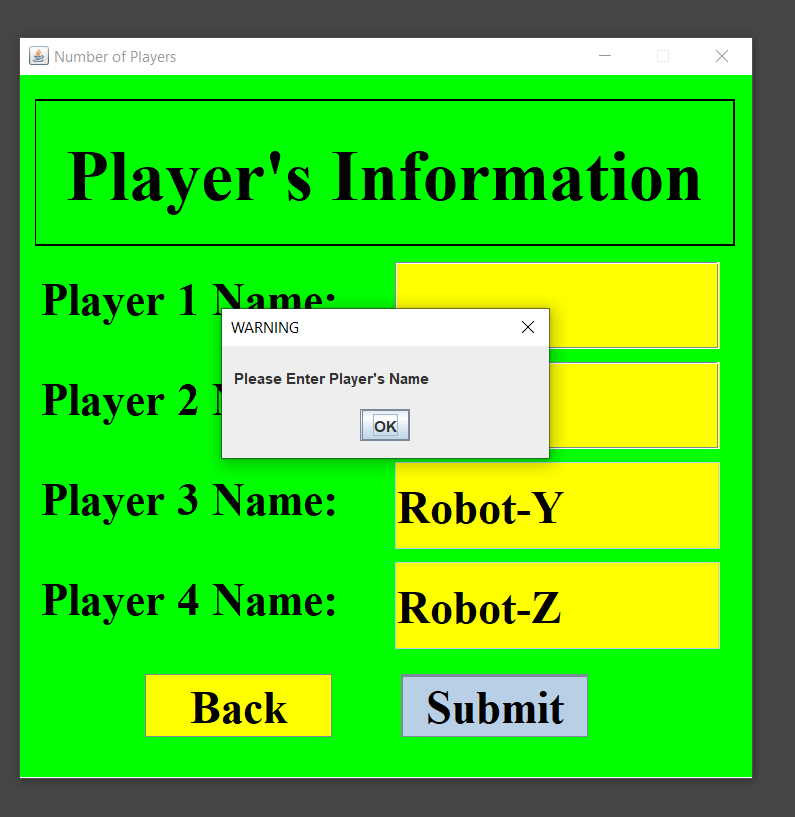 Number of Players
Player's Information
Player 1 Name:
WARNING
Please Enter Player's Name
OK
Player 2
Player 3 Name:
Robot-Y
Player 4 Name:
Robot-Z
Back
Submit